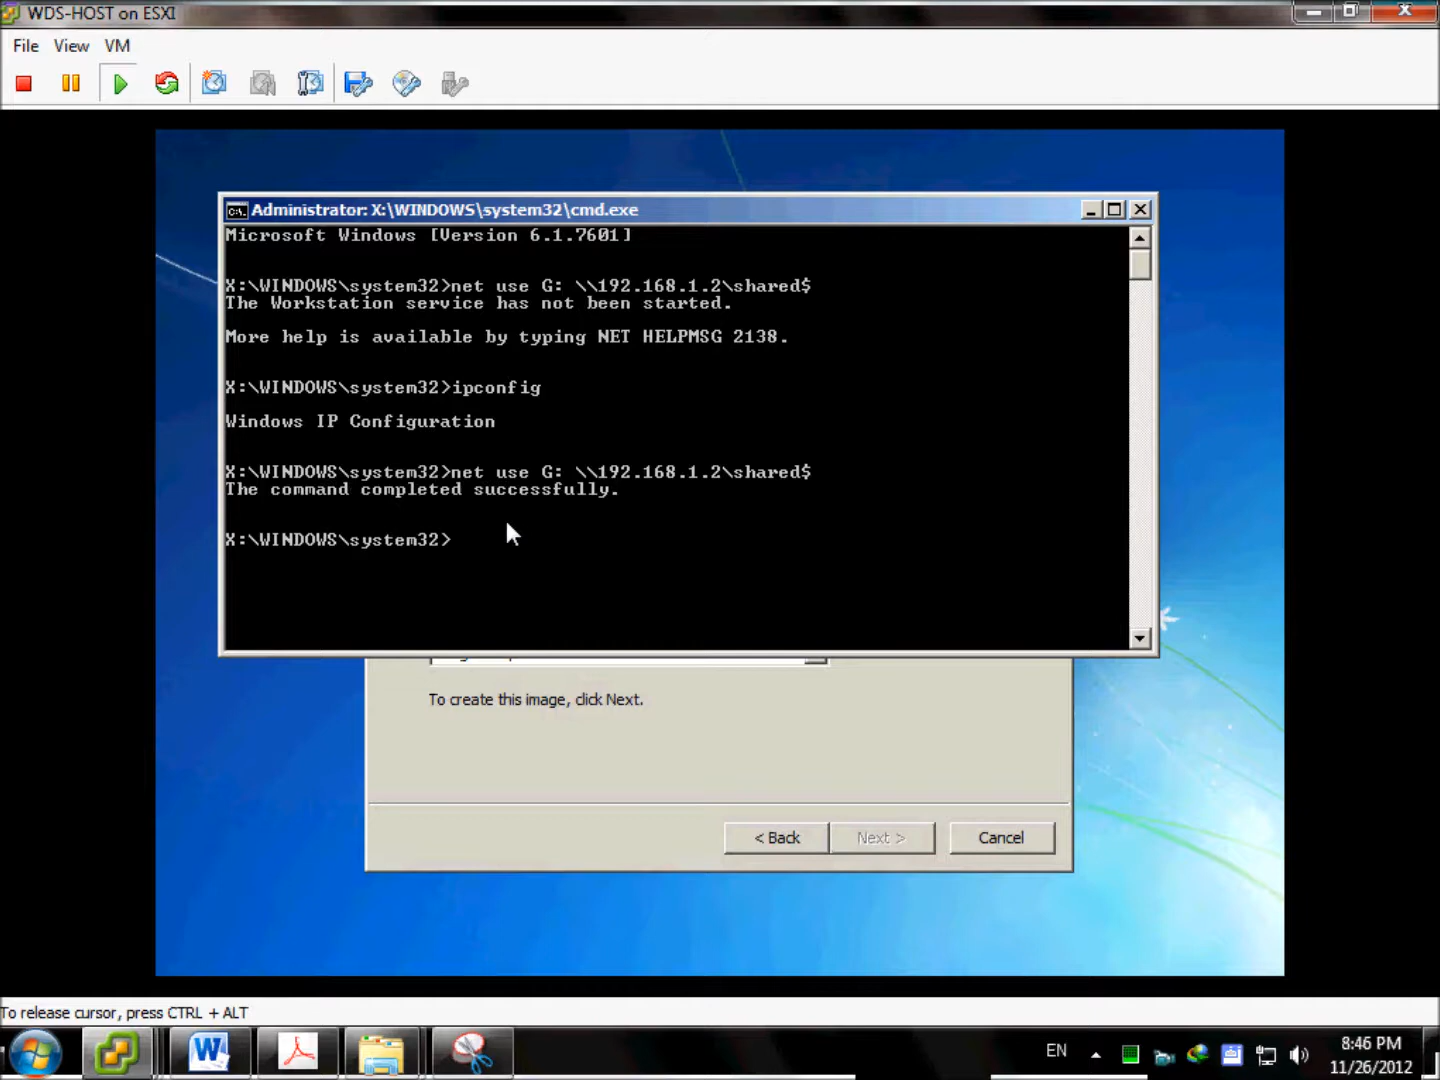 WDS-HOST on ESXI
File View VM
Administrator: X:\WINDOWS\system32\cmd.exe
Microsoft Windows [Version 6.1.7601]
X:\WINDOWS\system32>net use G: \\192.168.1.2\shared$
The Workstation service has not been started.
More help is available by typing NET HELPMSG 2138.
X:\WINDOWS\system32>ipconfig
Windows IP Configuration
X:\WINDOWS\system32>net use G: \\192.168.1.2\shared$
The command completed successfully.
X:\WINDOWS\system32>
To create this image, click Next.
< Back Next > Cancel
To release cursor, press CTRL + ALT
EN
8:46 PM
11/26/2012